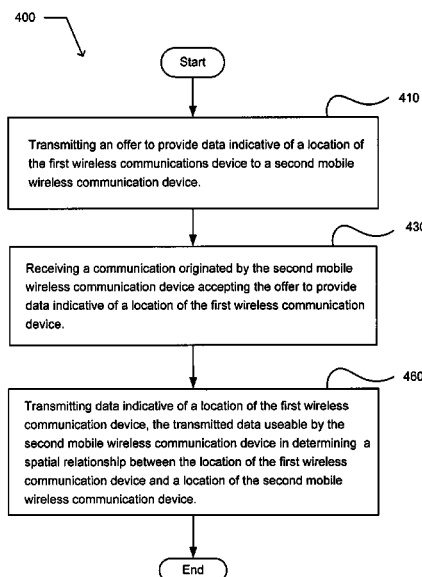 400
Start
410
Transmitting an offer to provide data indicative of a location of
the first wireless communications device to a second mobile
wireless communication device.
430
Receiving a communication originated by the second mobile
wireless communication device accepting the offer to provide
data indicative of a location of the first wireless communication
device.
460
Transmitting data indicative of a location of the first wireless
communication device, the transmitted data useable by the
second mobile wireless communication device in determining a
spatial relationship between the location of the first wireless
communication device and a location of the second mobile
wireless communication device.
End